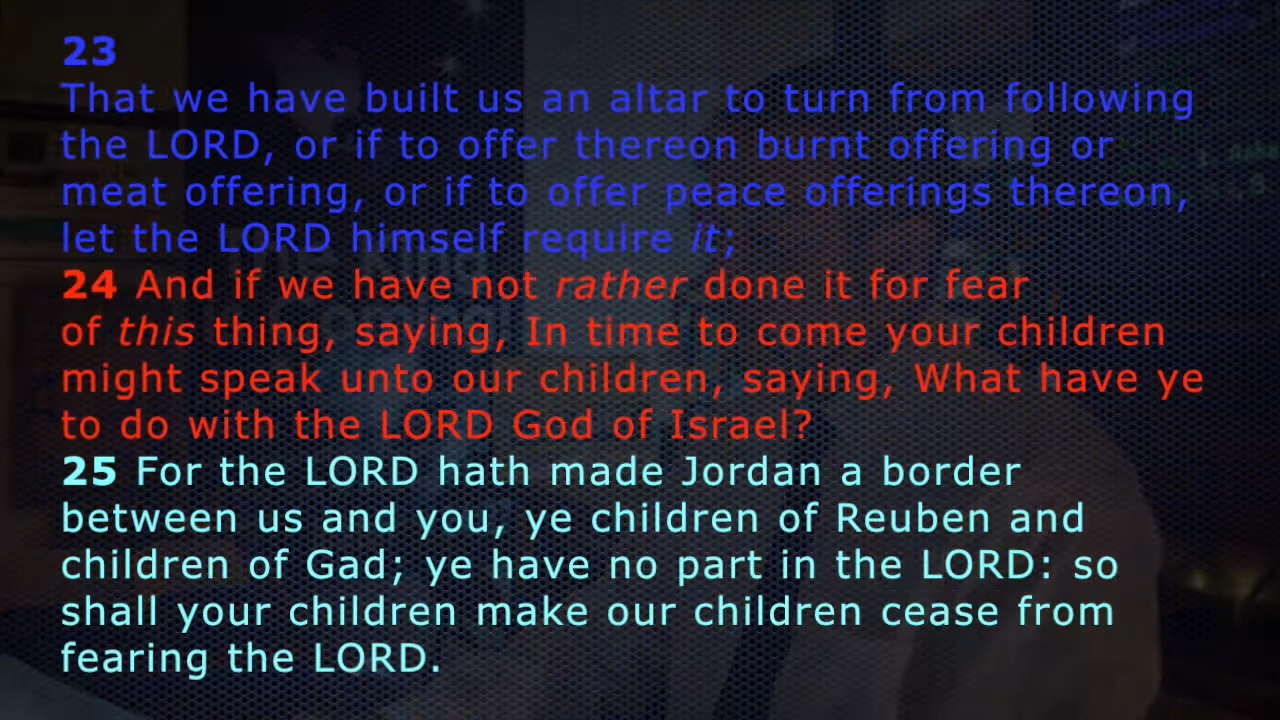 23
That we have built us an altar to turn from following
the LORD, or if to offer thereon burnt offering or
meat offering, or if to offer peace offerings thereon,
let the LORD himself require it;
24 And if we have not rather done it for fear
of this thing, saying, In time to come your children
might speak unto our children, saying, What have ye
to do with the LORD God of Israel?
25 For the LORD hath made Jordan a border
between us and you, ye children of Reuben and
children of Gad; ye have no part in the LORD: so
shall your children make our children cease from
fearing the LORD.